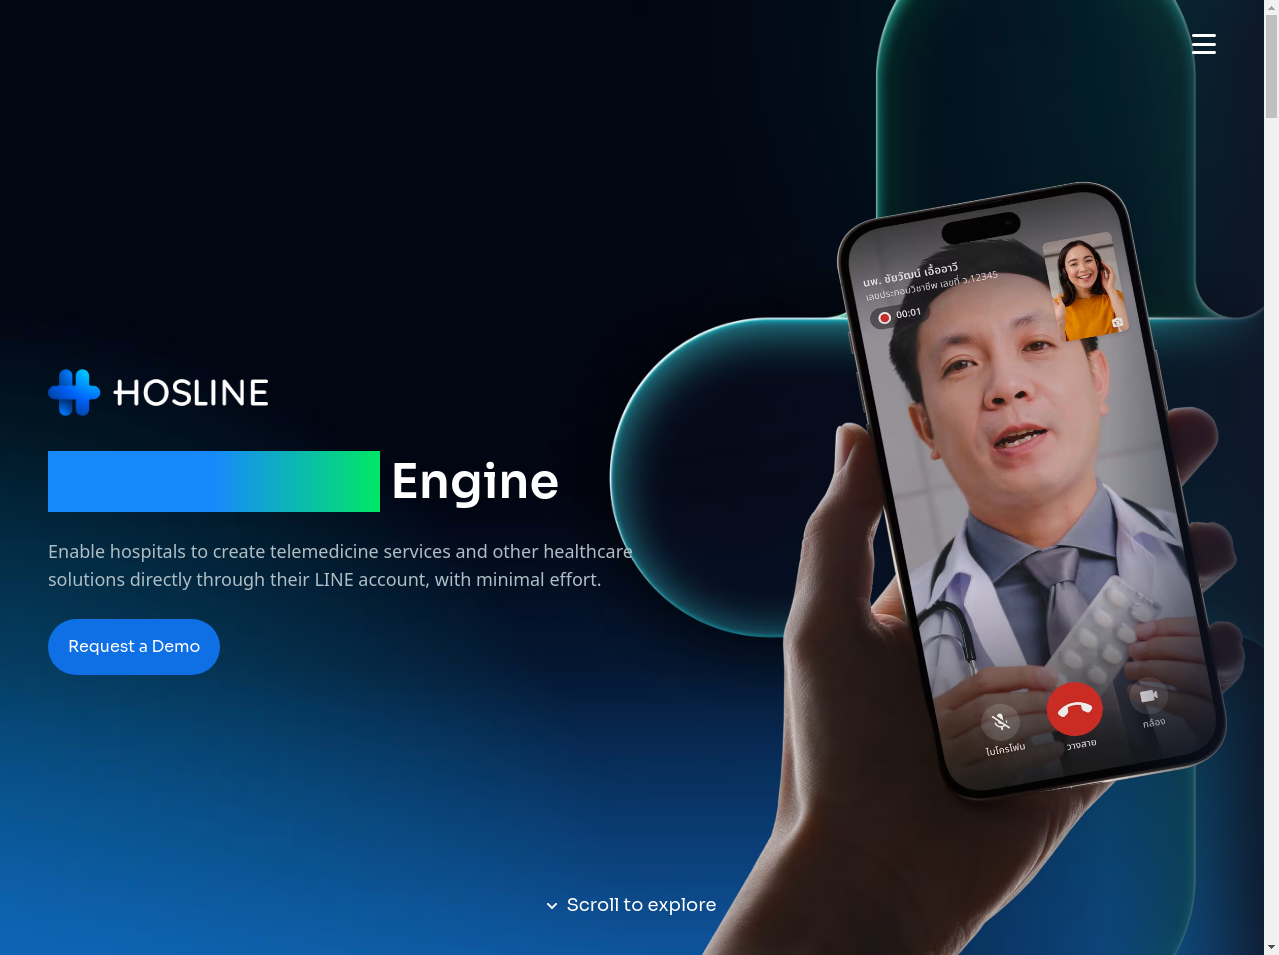 HOSLINE
Engine
Enable hospitals to create telemedicine services and other healthcare
solutions directly through their LINE account, with minimal effort.
Request a Demo
Scroll to explore
นพ. ชัยวัฒน์ เอื้ออาวี
เลขประกอบวิชาชีพ เลขที่ ว.12345
00:01
ไมโครโฟน
วางสาย
กล้อง